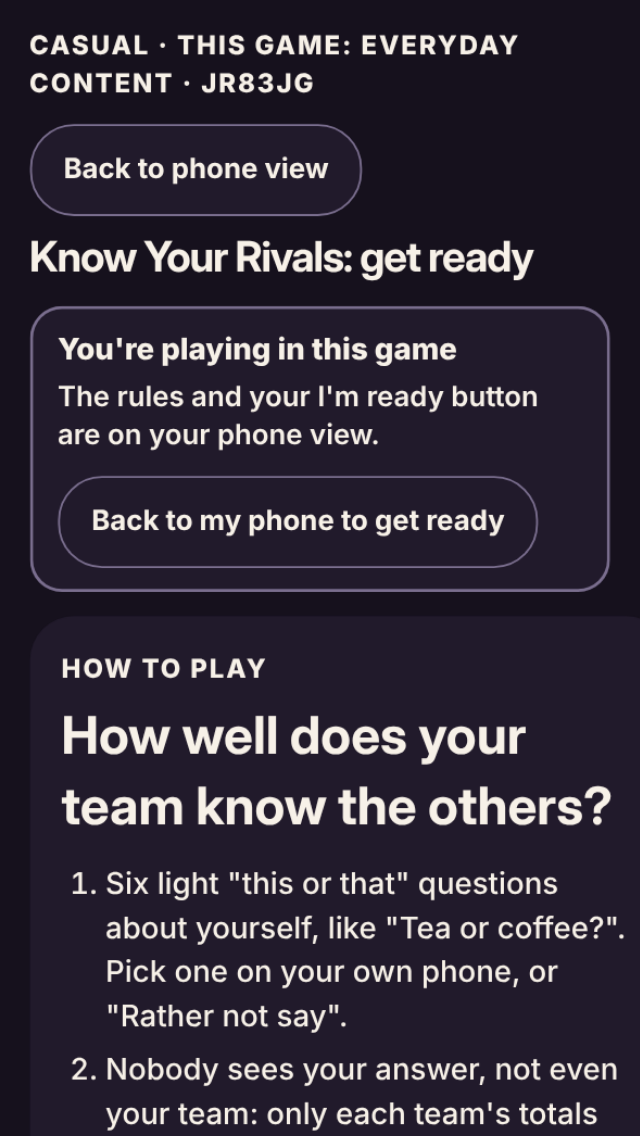 CASUAL · THIS GAME: EVERYDAY
CONTENT · JR83JG
Back to phone view
Know Your Rivals: get ready
You're playing in this game
The rules and your I'm ready button
are on your phone view.
Back to my phone to get ready
HOW TO PLAY
How well does your
team know the others?
1. Six light "this or that" questions
about yourself, like "Tea or coffee?".
Pick one on your own phone, or
"Rather not say".
2. Nobody sees your answer, not even
your team: only each team's totals